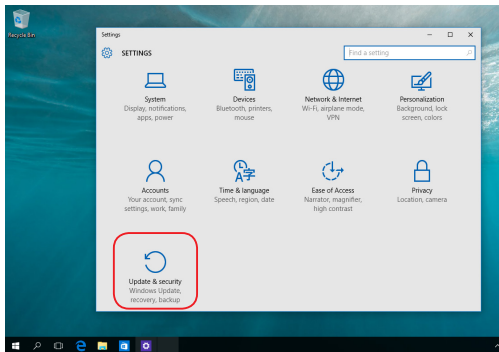 Recycle Bin
Settings
SETTINGS
Find a setting
System
Display, notifications,
apps, power
Devices
Bluetooth, printers,
mouse
Network & Internet
Wi-Fi, airplane mode,
VPN
Personalization
Background, lock
screen, colors
Accounts
Your account, sync
settings, work, family
Time & language
Speech, region, date
Ease of Access
Narrator, magnifier,
high contrast
Privacy
Location, camera
Update & security
Windows Update,
recovery, backup